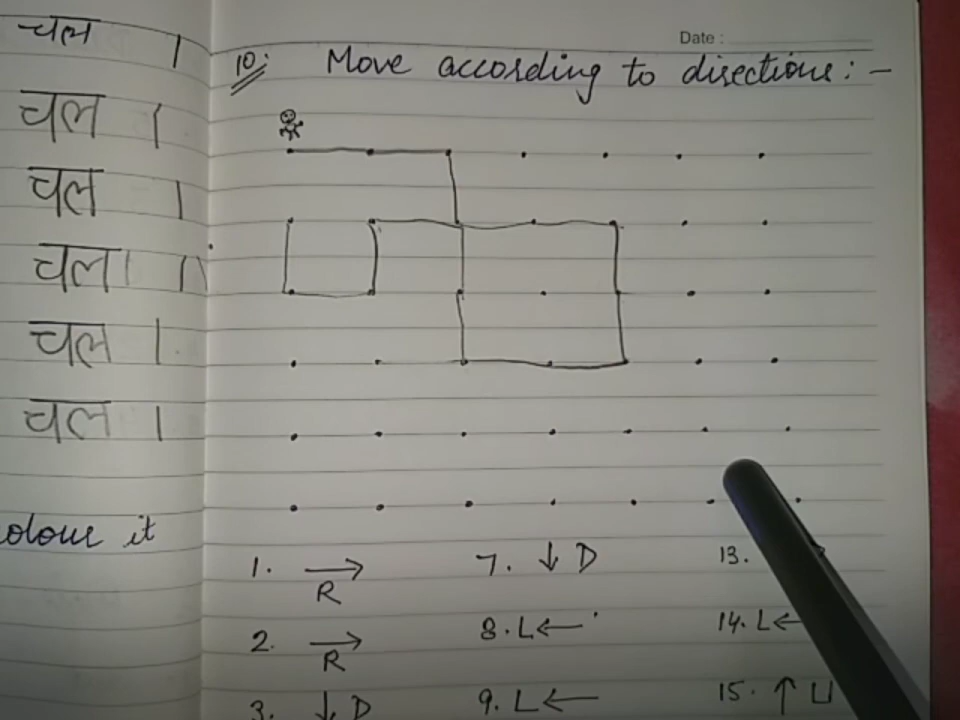 चल ।
चल ।
चल ।
चल ।
चल ।
चल ।
olour it
Date :
10: Move according to directions : -
1. → R
2. → R
3. ↓ D
7. ↓ D
8. L ←
9. L ←
13.
14. L ←
15. ↑ U